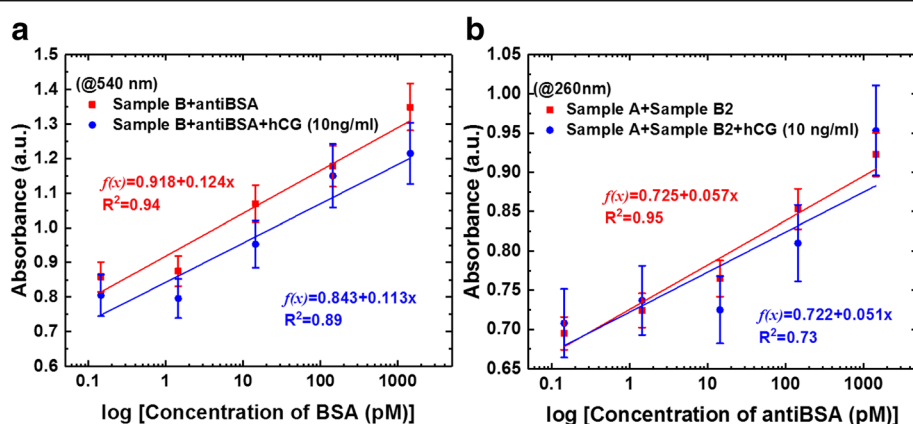 a
1.5
1.4
1.3
1.2
1.1
1.0
0.9
0.8
0.7
0.6
Absorbance (a.u.)
(@540 nm)
Sample B+antiBSA
Sample B+antiBSA+hCG (10ng/ml)
f(x)=0.918+0.124x
R²=0.94
f(x)=0.843+0.113x
R²=0.89
0.1 1 10 100 1000
log [Concentration of BSA (pM)]
b
1.05
1.00
0.95
0.90
0.85
0.80
0.75
0.70
0.65
Absorbance (a.u.)
(@260nm)
Sample A+Sample B2
Sample A+Sample B2+hCG (10 ng/ml)
f(x)=0.725+0.057x
R²=0.95
f(x)=0.722+0.051x
R²=0.73
0.1 1 10 100 1000
log [Concentration of antiBSA (pM)]